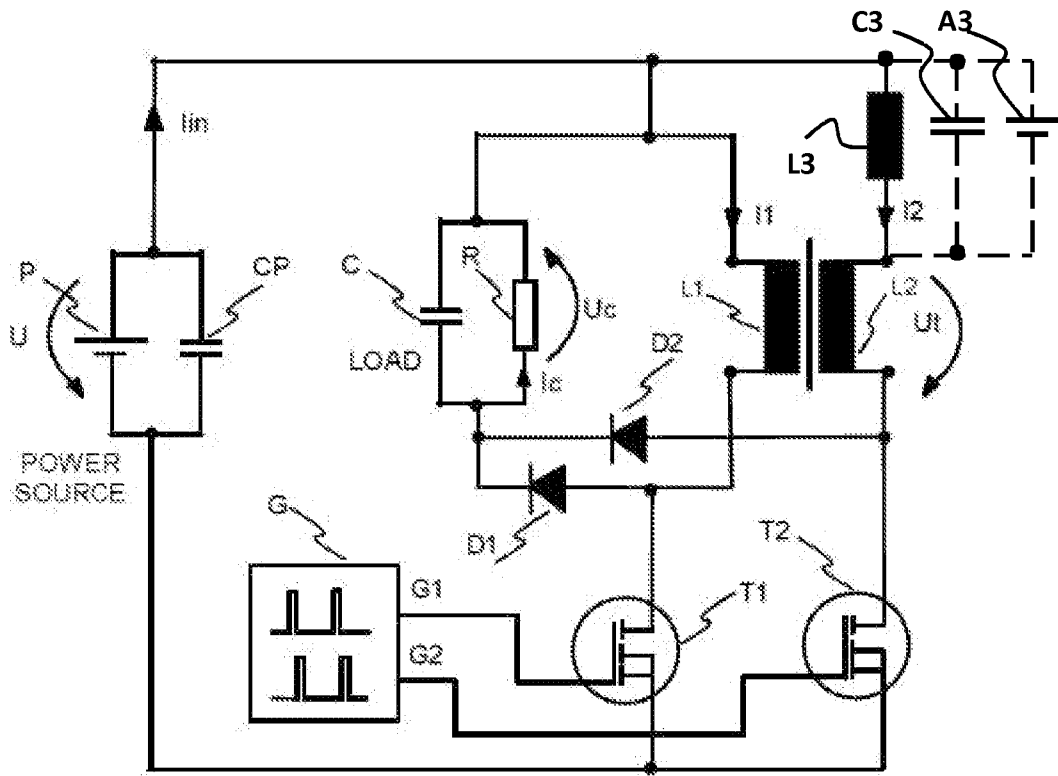 C3 A3
Iin
L3
I1 I2
P CP C R
U Uc L1 L2 Ut
LOAD D2
Ic
POWER
SOURCE
G D1 T2
G1 T1
G2